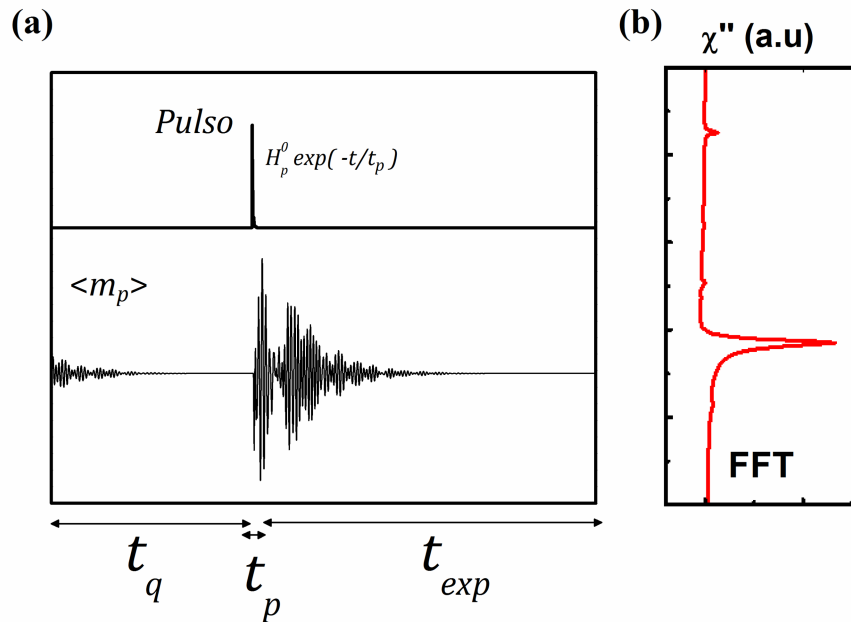 (a)
Pulso
H_p^0 exp( -t/t_p )
<m_p>
t_q
t_p
t_exp
(b)
χ" (a.u)
FFT